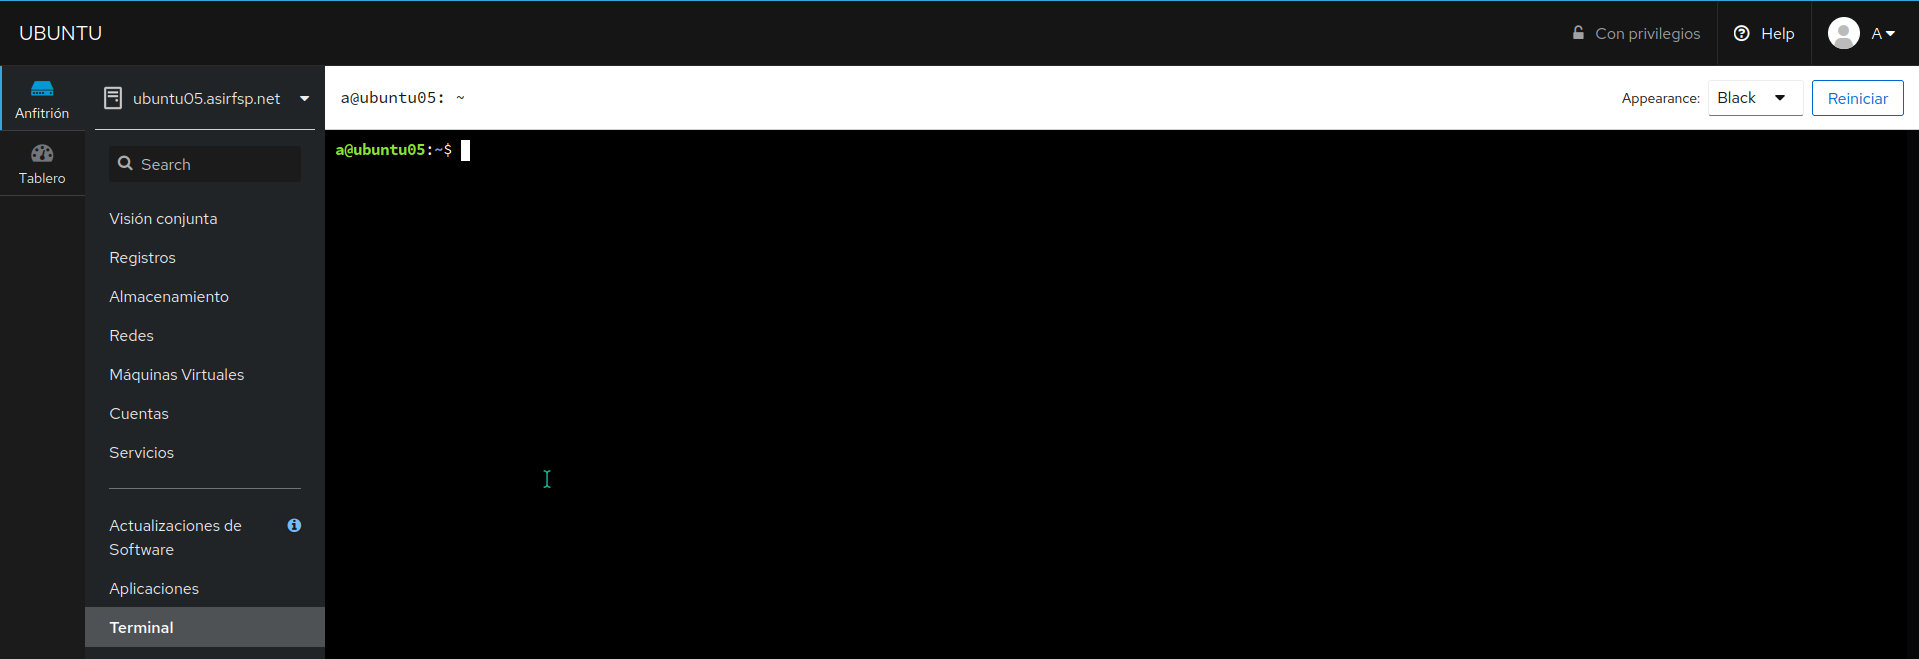 UBUNTU
Con privilegios
Help
A
Anfitrión
Tablero
ubuntu05.asirfsp.net
Search
Visión conjunta
Registros
Almacenamiento
Redes
Máquinas Virtuales
Cuentas
Servicios
Actualizaciones de
Software
Aplicaciones
Terminal
a@ubuntu05: ~
Appearance:
Black
Reiniciar
a@ubuntu05:~$